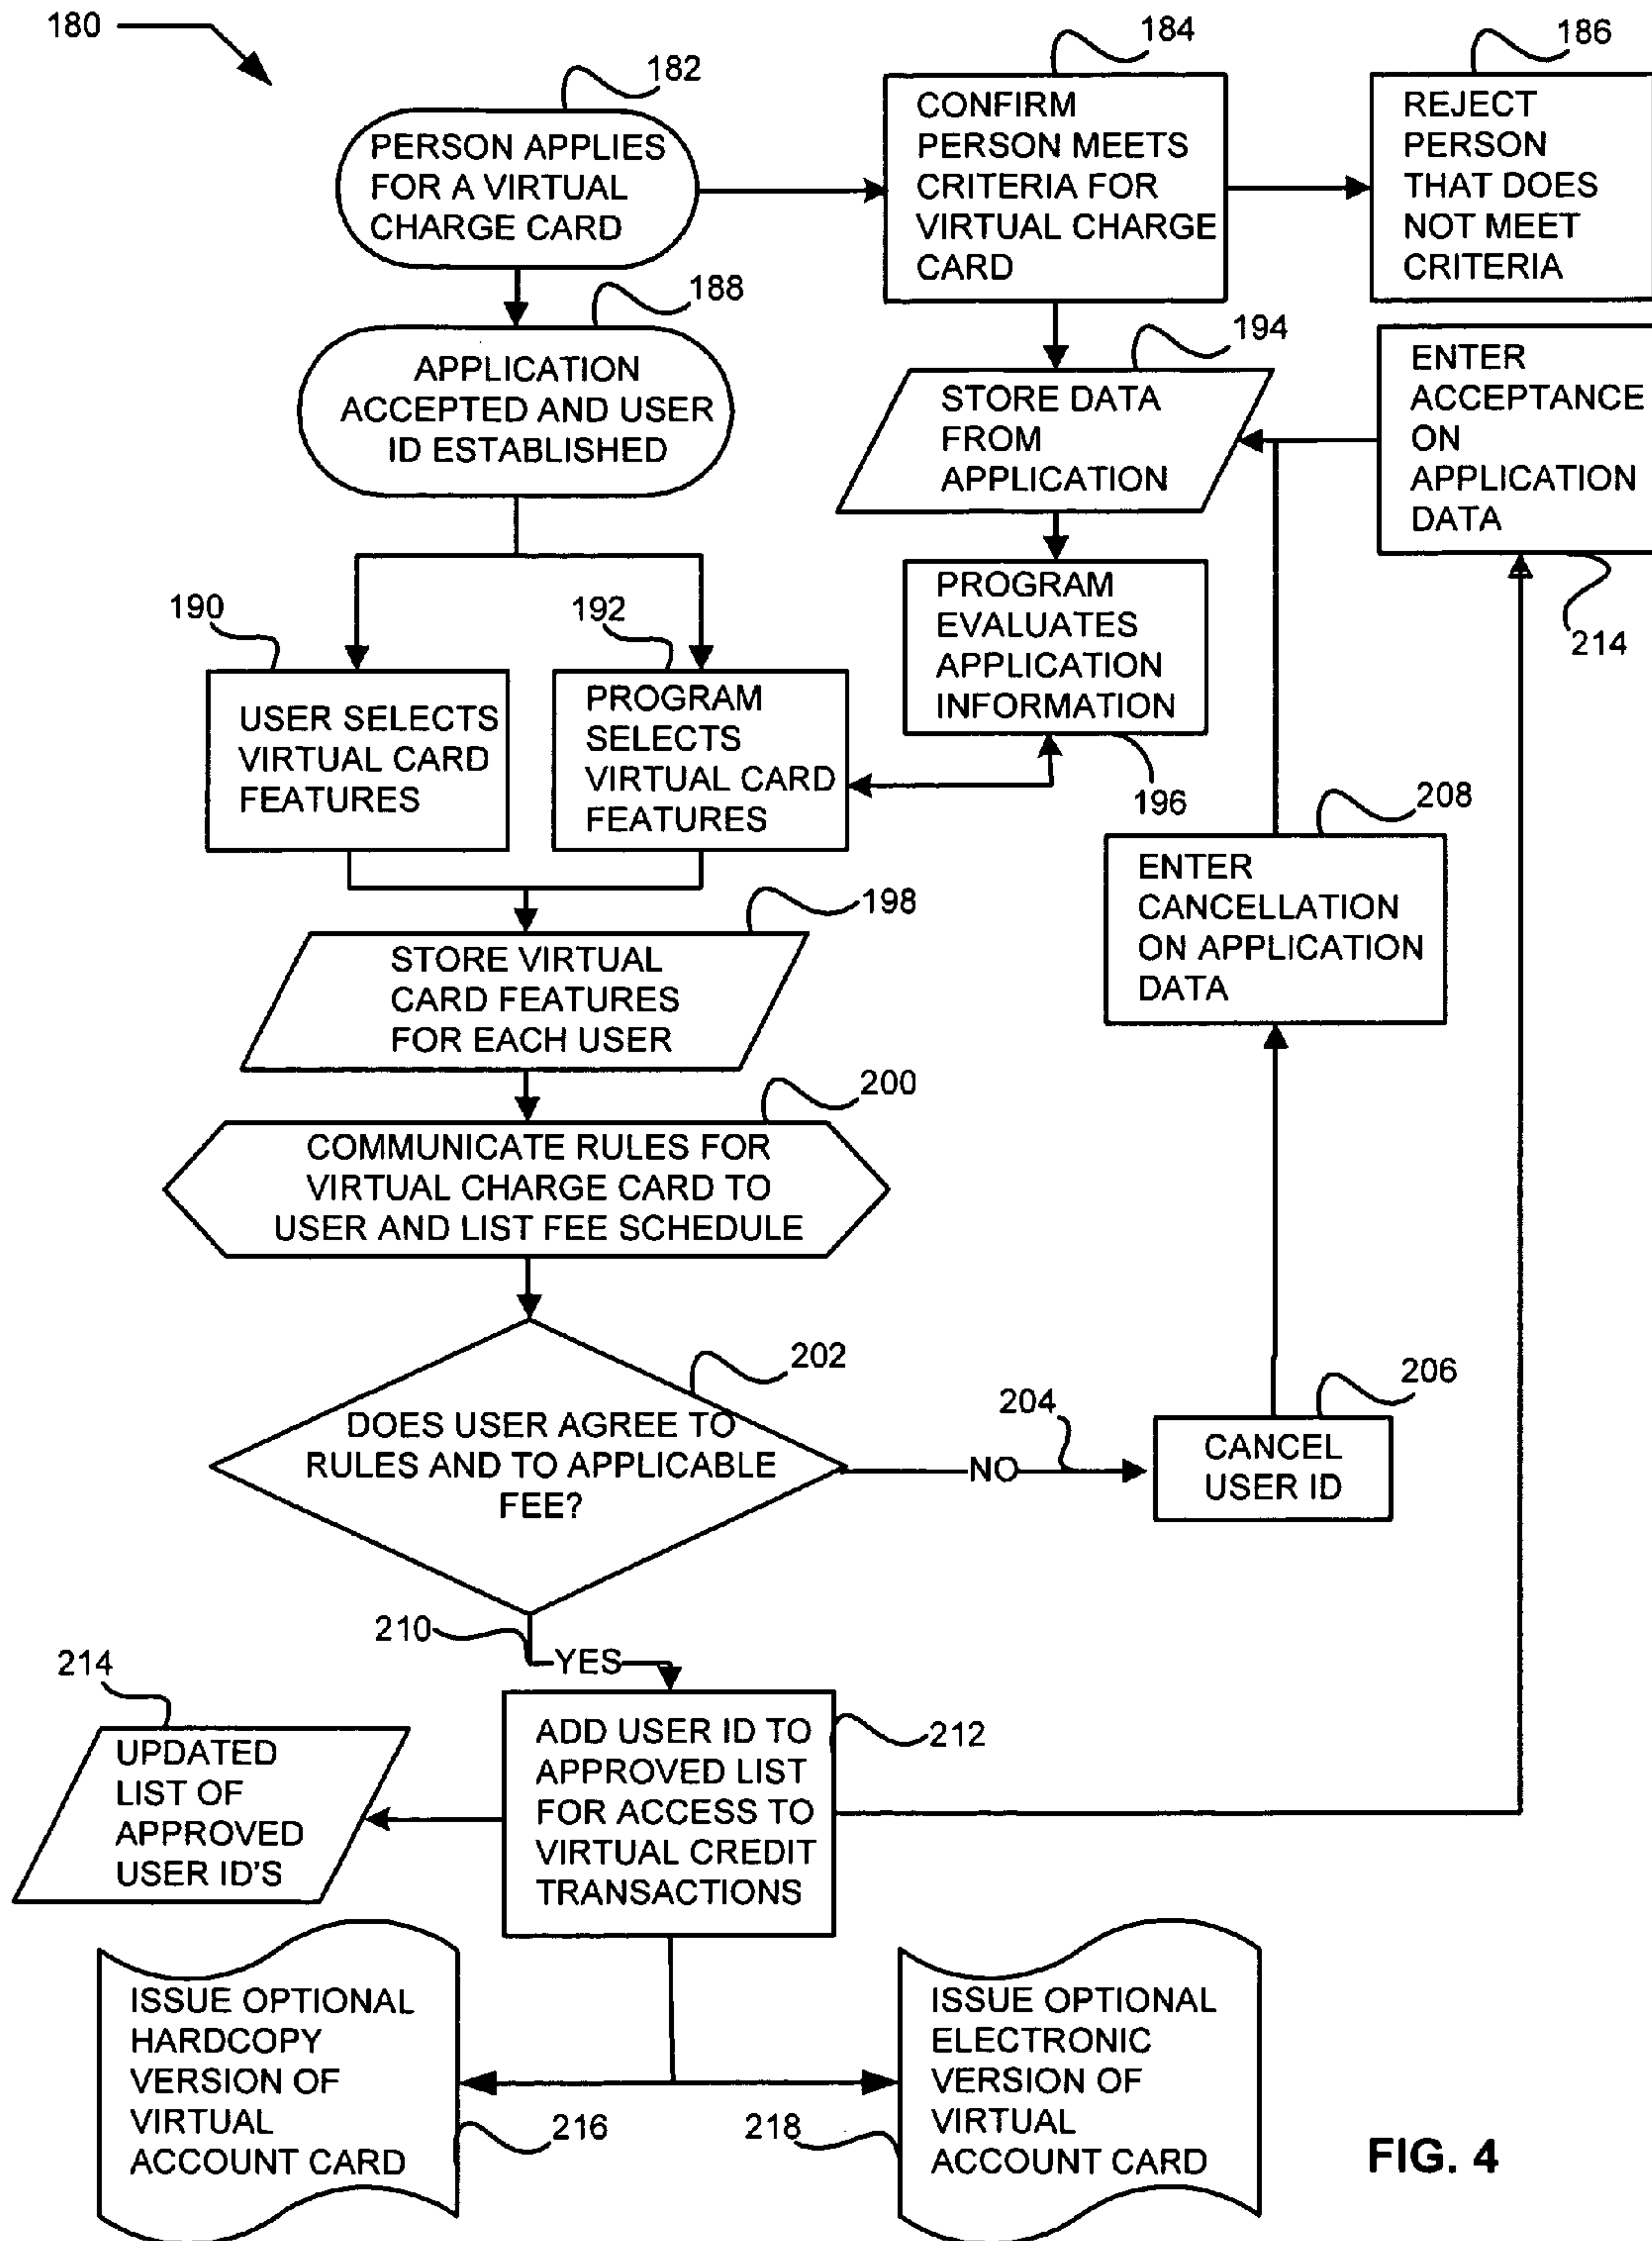 180
182
PERSON APPLIES
FOR A VIRTUAL
CHARGE CARD
184
CONFIRM
PERSON MEETS
CRITERIA FOR
VIRTUAL CHARGE
CARD
186
REJECT
PERSON
THAT DOES
NOT MEET
CRITERIA
188
APPLICATION
ACCEPTED AND USER
ID ESTABLISHED
194
STORE DATA
FROM
APPLICATION
ENTER
ACCEPTANCE
ON
APPLICATION
DATA
214
190
USER SELECTS
VIRTUAL CARD
FEATURES
192
PROGRAM
SELECTS
VIRTUAL CARD
FEATURES
PROGRAM
EVALUATES
APPLICATION
INFORMATION
196
208
ENTER
CANCELLATION
ON APPLICATION
DATA
198
STORE VIRTUAL
CARD FEATURES
FOR EACH USER
200
COMMUNICATE RULES FOR
VIRTUAL CHARGE CARD TO
USER AND LIST FEE SCHEDULE
202
DOES USER AGREE TO
RULES AND TO APPLICABLE
FEE?
204
NO
206
CANCEL
USER ID
210
YES
214
UPDATED
LIST OF
APPROVED
USER ID'S
212
ADD USER ID TO
APPROVED LIST
FOR ACCESS TO
VIRTUAL CREDIT
TRANSACTIONS
ISSUE OPTIONAL
HARDCOPY
VERSION OF
VIRTUAL
ACCOUNT CARD
216
218
ISSUE OPTIONAL
ELECTRONIC
VERSION OF
VIRTUAL
ACCOUNT CARD
FIG. 4